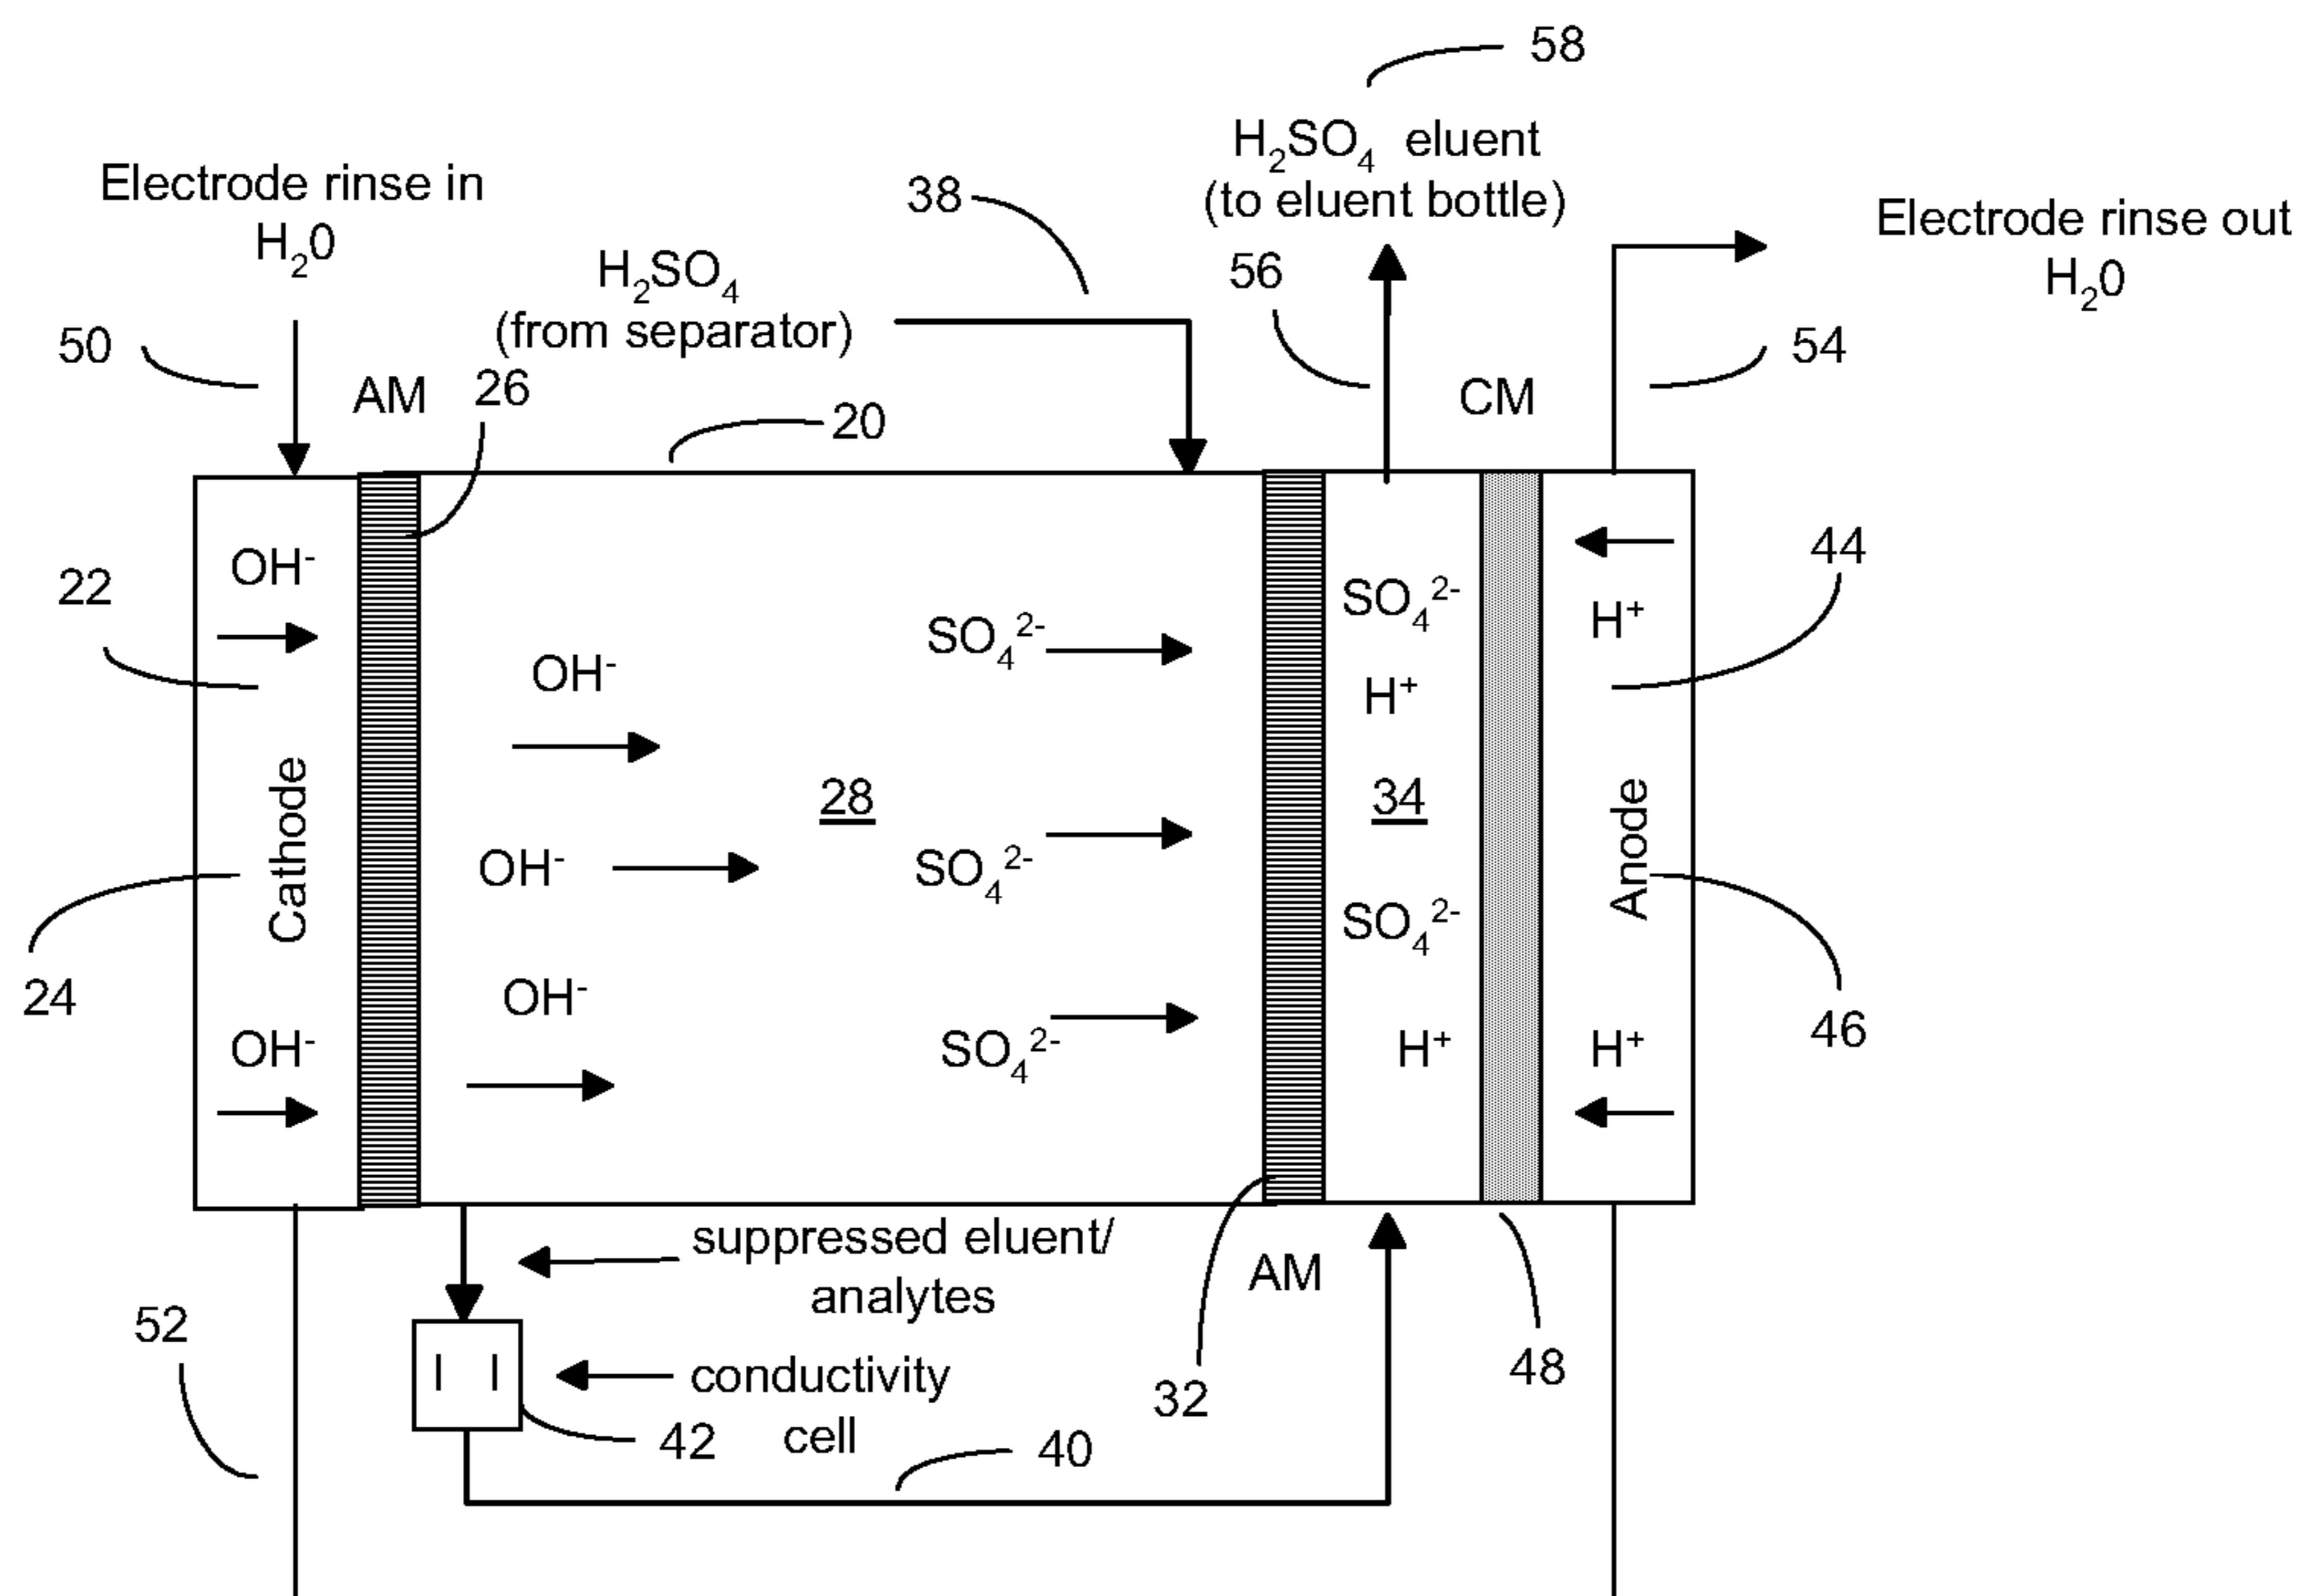 58
H₂SO₄ eluent
(to eluent bottle)
Electrode rinse in
H₂0
38
Electrode rinse out
H₂0
H₂SO₄
(from separator)
56
50
54
AM
26
CM
20
OH⁻
22
44
SO₄²⁻
H⁺
SO₄²⁻
OH⁻
H⁺
28
34
Cathode
Anode
OH⁻
SO₄²⁻
SO₄²⁻
24
OH⁻
46
OH⁻
SO₄²⁻
H⁺
H⁺
suppressed eluent/
analytes
AM
52
conductivity
cell
48
32
42
40